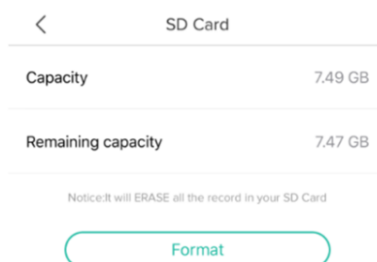 SD Card
Capacity 7.49 GB
Remaining capacity 7.47 GB
Notice:It will ERASE all the record in your SD Card
Format